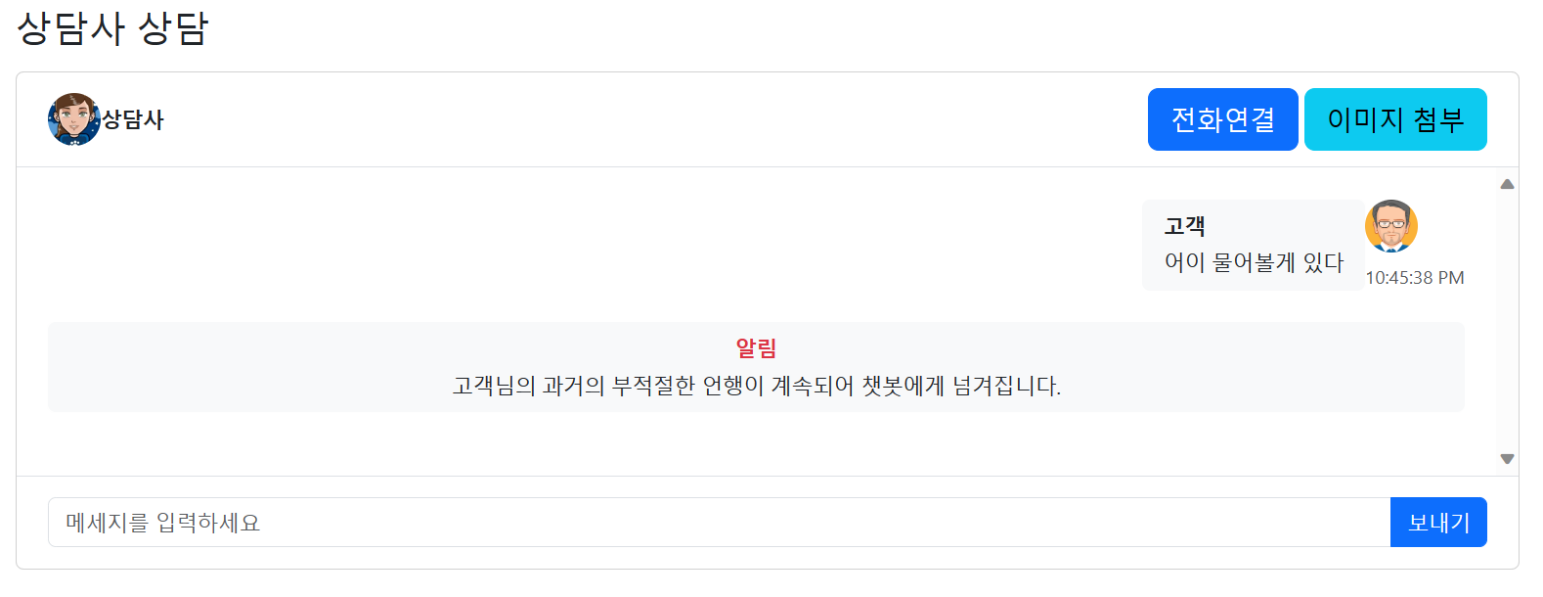 상담사 상담
상담사
전화연결
이미지 첨부
고객
어이 물어볼게 있다
10:45:38 PM
알림
고객님의 과거의 부적절한 언행이 계속되어 챗봇에게 넘겨집니다.
메세지를 입력하세요
보내기